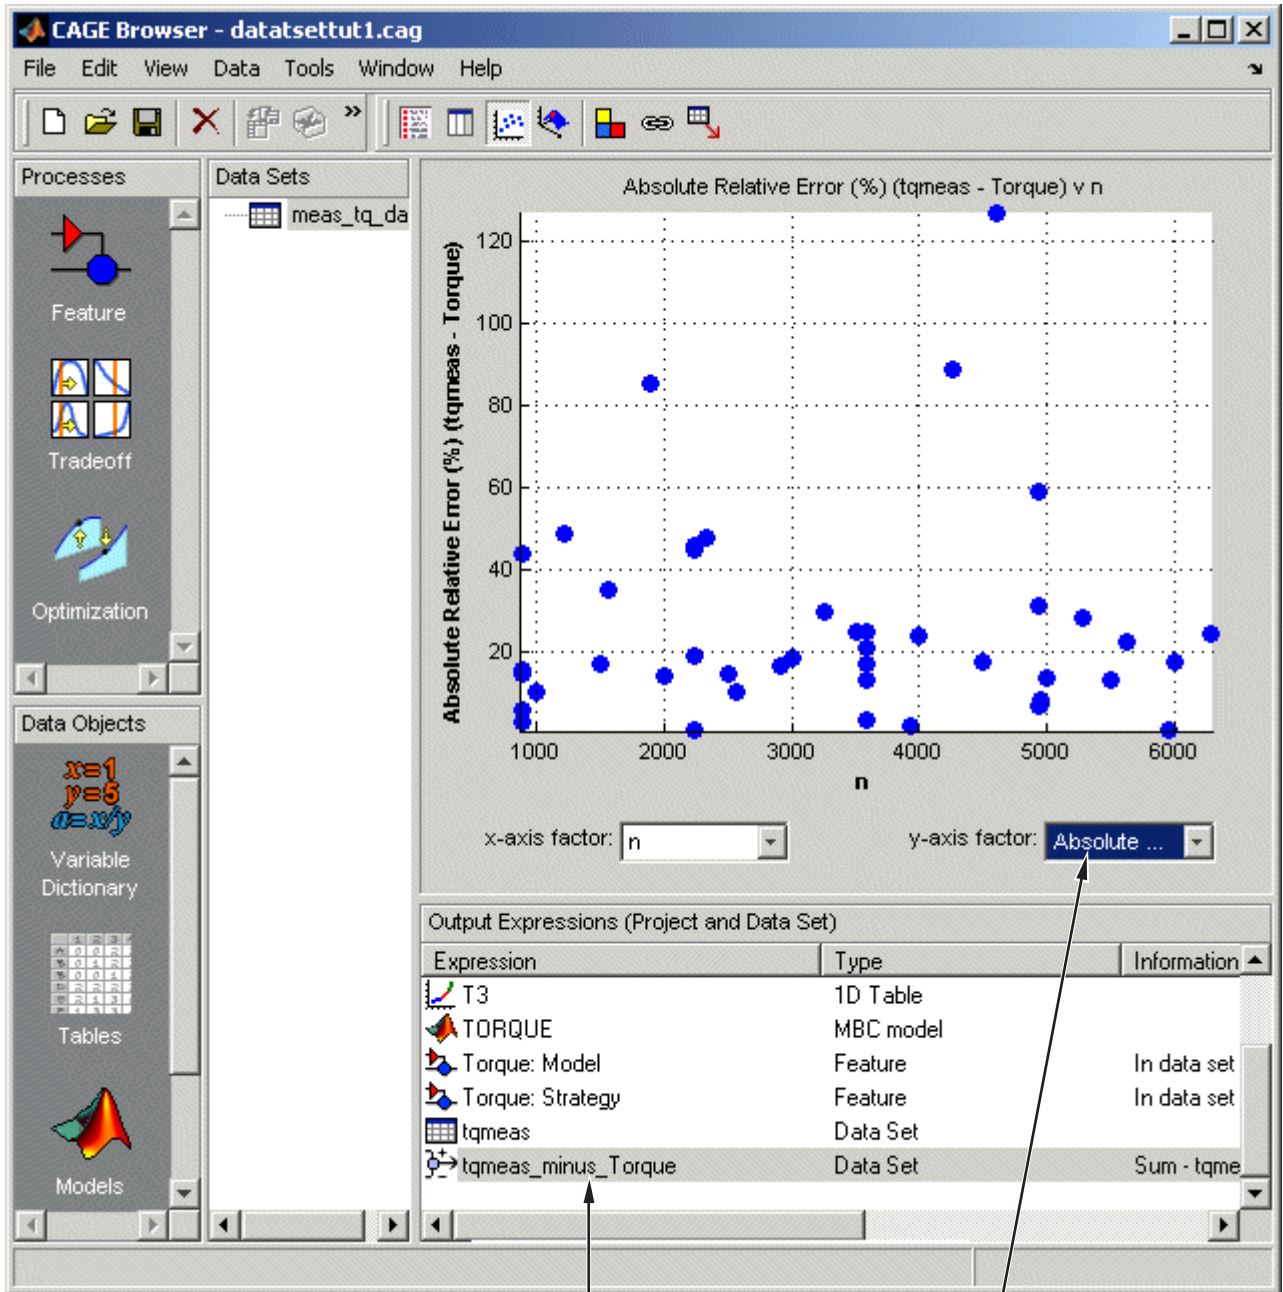 CAGE Browser - datatsettut1.cag
File Edit View Data Tools Window Help
Processes
Feature
Tradeoff
Optimization
Data Objects
x=1
y=5
a=x/y
Variable
Dictionary
Tables
Models
Data Sets
meas_tq_da
Absolute Relative Error (%) (tqmeas - Torque) v n
Absolute Relative Error (%) (tqmeas - Torque)
120
100
80
60
40
20
1000 2000 3000 4000 5000 6000
n
x-axis factor: n y-axis factor: Absolute ...
Output Expressions (Project and Data Set)
Expression Type Information
T3 1D Table
TORQUE MBC model
Torque: Model Feature In data set
Torque: Strategy Feature In data set
tqmeas Data Set
tqmeas_minus_Torque Data Set Sum - tqme